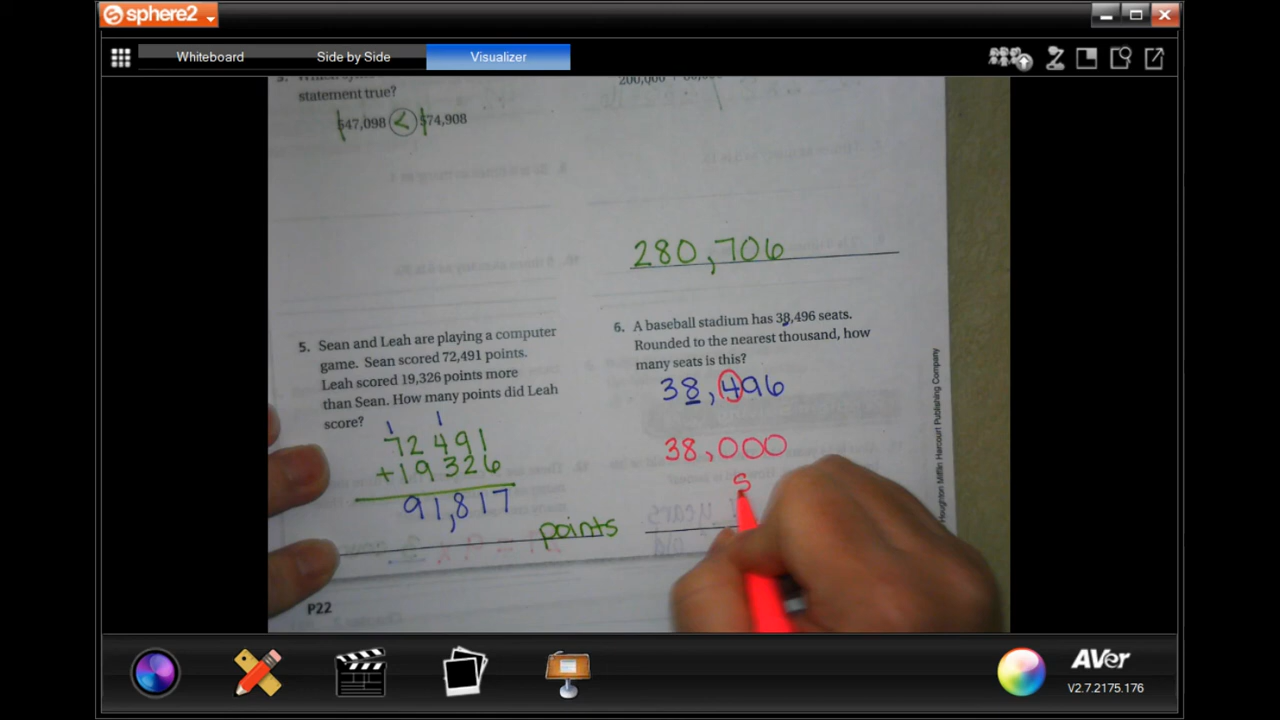 sphere2
Whiteboard
Side by Side
Visualizer
statement true?
$47,098 < $74,908
280,706
5. Sean and Leah are playing a computer
game. Sean scored 72,491 points.
Leah scored 19,326 points more
than Sean. How many points did Leah
score?
1 1
72491
+19326
91,817
points
6. A baseball stadium has 38,496 seats.
Rounded to the nearest thousand, how
many seats is this?
38,496
38,000
s
P22
Houghton Mifflin Harcourt Publishing Company
AVer
V2.7.2175.176